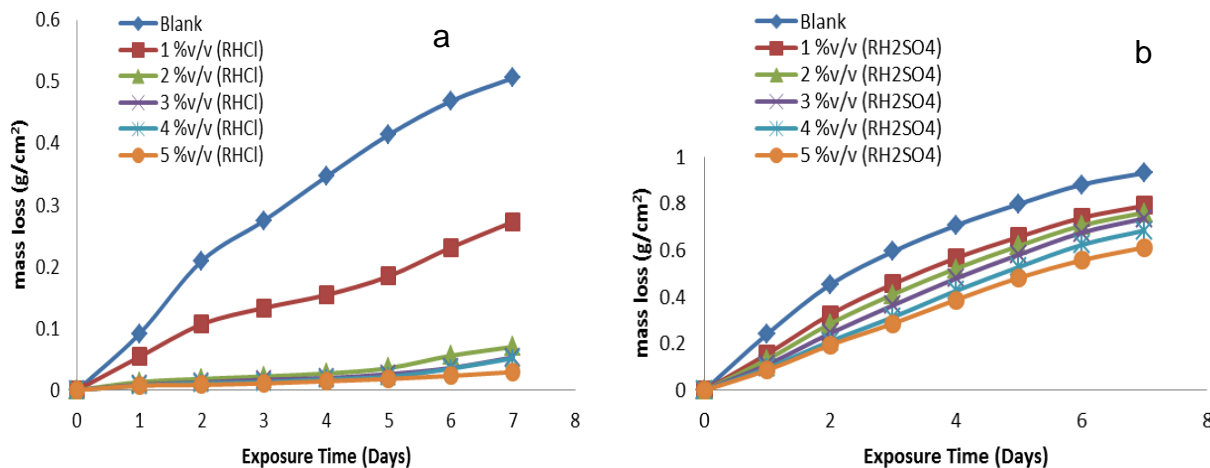 a
Blank
1 %v/v (RHCl)
2 %v/v (RHCl)
3 %v/v (RHCl)
4 %v/v (RHCl)
5 %v/v (RHCl)
0.6
0.5
0.4
0.3
0.2
0.1
0
mass loss (g/cm²)
0 1 2 3 4 5 6 7 8
Exposure Time (Days)
b
Blank
1 %v/v (RH2SO4)
2 %v/v (RH2SO4)
3 %v/v (RH2SO4)
4 %v/v (RH2SO4)
5 %v/v (RH2SO4)
1
0.8
0.6
0.4
0.2
0
mass loss (g/cm²)
0 2 4 6 8
Exposure Time (Days)